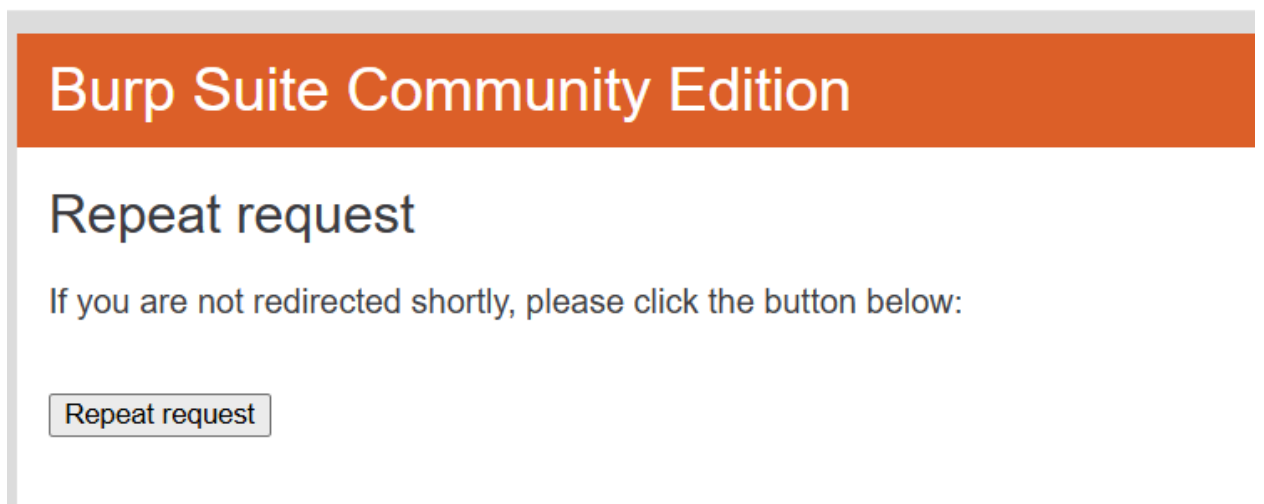 Burp Suite Community Edition
Repeat request
If you are not redirected shortly, please click the button below:
Repeat request